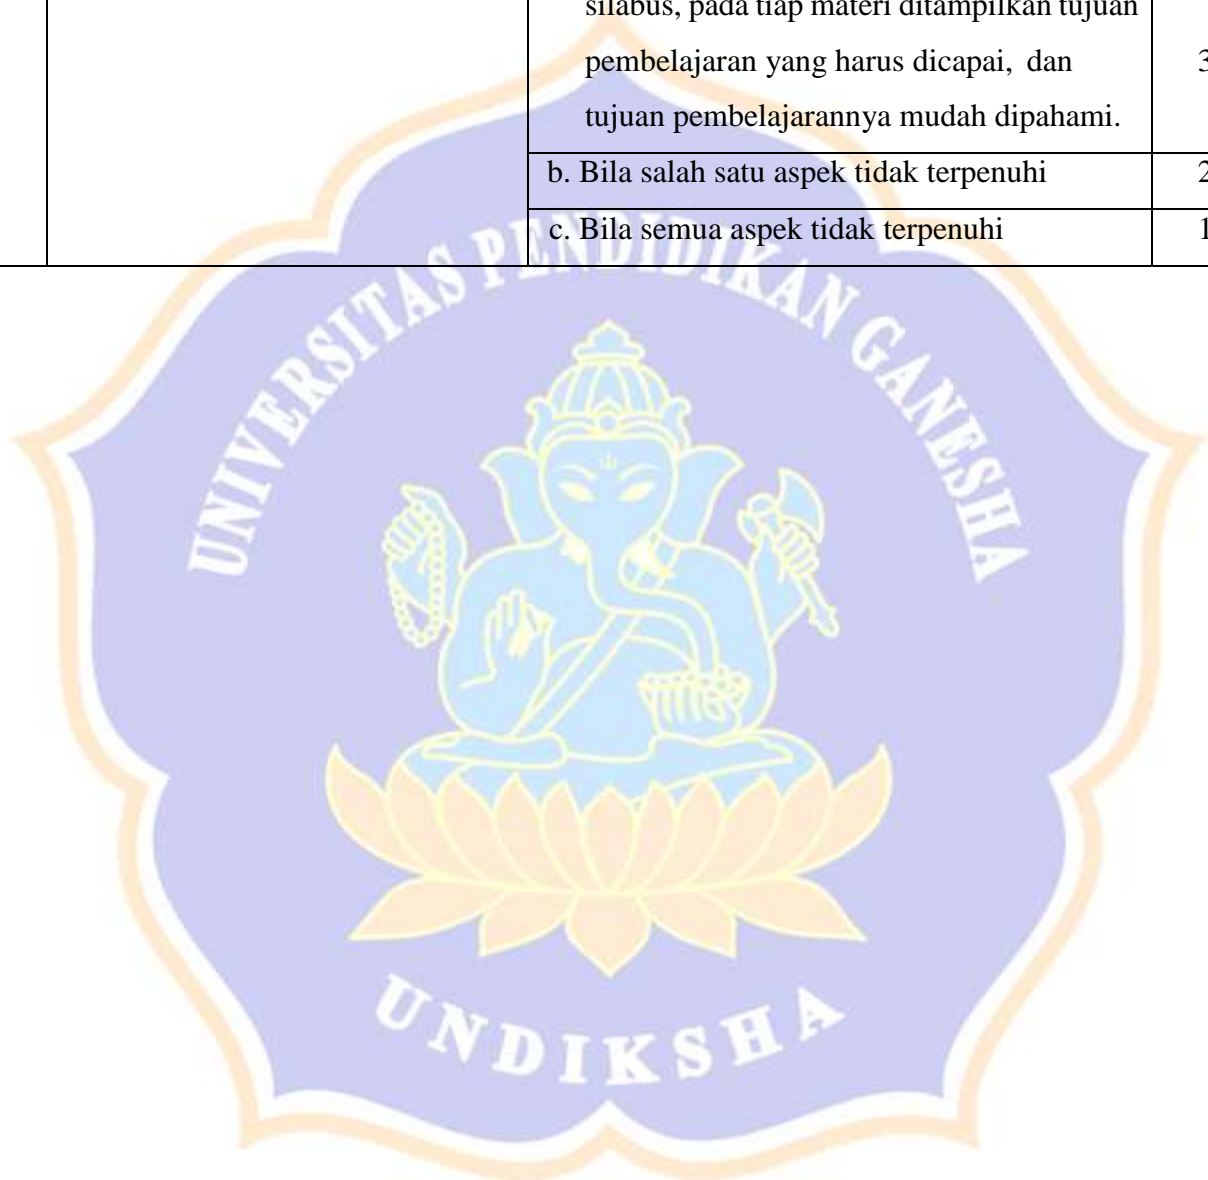 silabus, pada tiap materi ditampilkan tujuan
pembelajaran yang harus dicapai, dan
3
tujuan pembelajarannya mudah dipahami.
b. Bila salah satu aspek tidak terpenuhi
2
c. Bila semua aspek tidak terpenuhi
1
UNIVERSITAS PENDIDIKAN GANESHA
UNDIKSHA